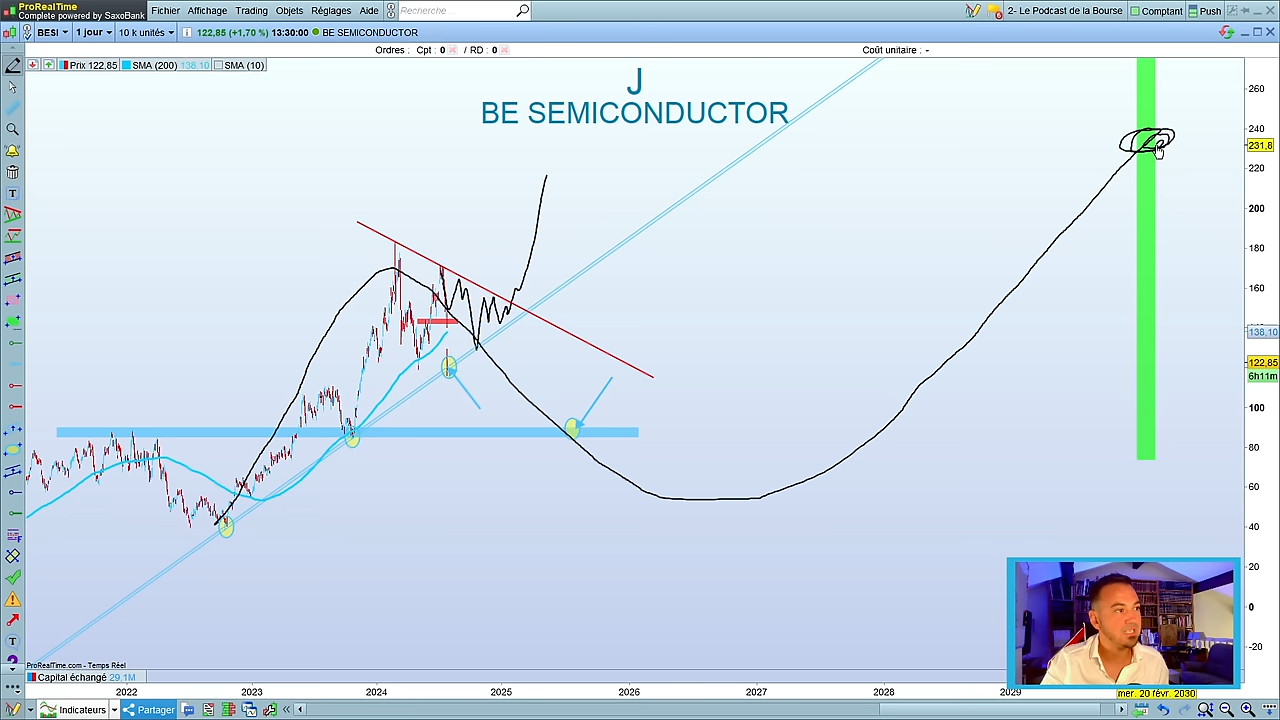 ProRealTime
Complete powered by SaxoBank
Fichier Affichage Trading Objets Réglages Aide Recherche 2- Le Podcast de la Bourse Comptant Push
BESI 1 jour 10 k unités 122,85 (+1,70 %) 13:30:00 BE SEMICONDUCTOR
Ordres : Cpt : 0 / RD : 0 Coût unitaire : -
Prix 122,85 SMA (200) 138.10 SMA (10)
J
BE SEMICONDUCTOR
260
240
231,8
220
200
180
160
138.10
122,85
6h11m
100
80
60
40
20
0
-20
ProRealTime.com - Temps Réel
Capital échangé 29.1M
2022 2023 2024 2025 2026 2027 2028 2029 mer. 20 févr. 2030
Indicateurs Partager